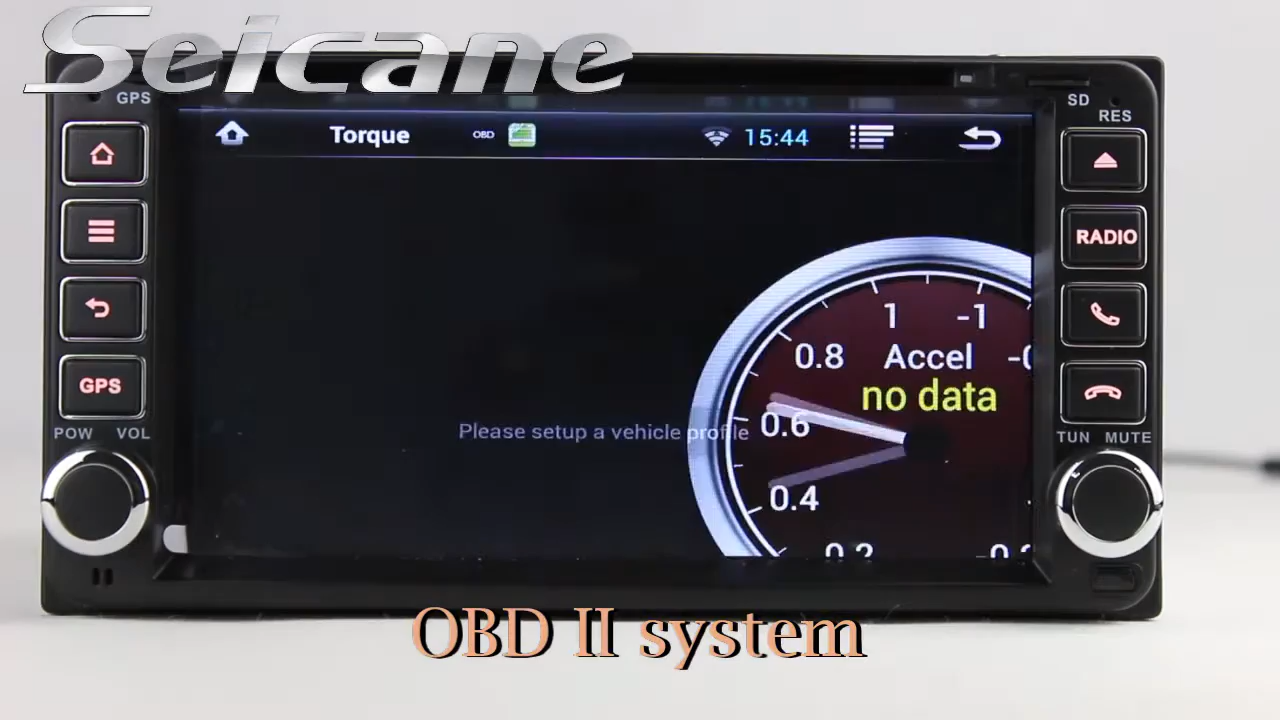 Seicane
GPS
SD
RES
Torque
OBD
15:44
RADIO
GPS
POW VOL
TUN MUTE
1 -1
0.8 Accel
no data
Please setup a vehicle profile
0.6
0.4
OBD II system